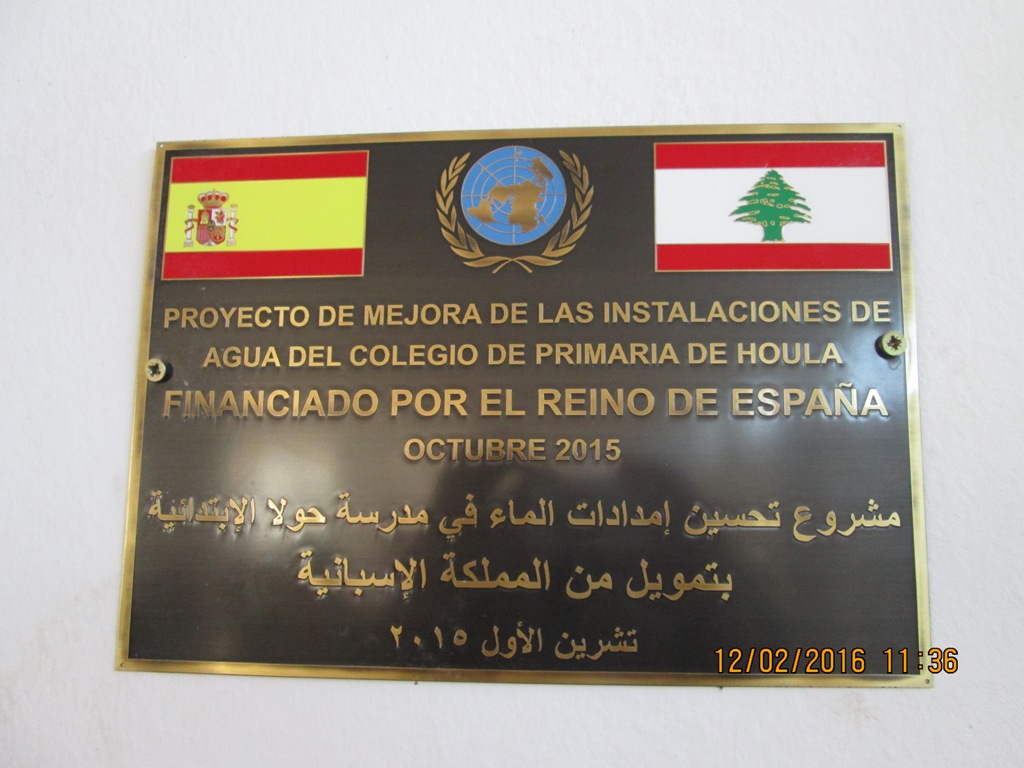 PROYECTO DE MEJORA DE LAS INSTALACIONES DE
AGUA DEL COLEGIO DE PRIMARIA DE HOULA
FINANCIADO POR EL REINO DE ESPAÑA
OCTUBRE 2015
مشروع تحسين إمدادات الماء في مدرسة حولا الإبتدائية
بتمويل من المملكة الإسبانية
تشرين الأول ٢٠١٥
12/02/2016 11:36